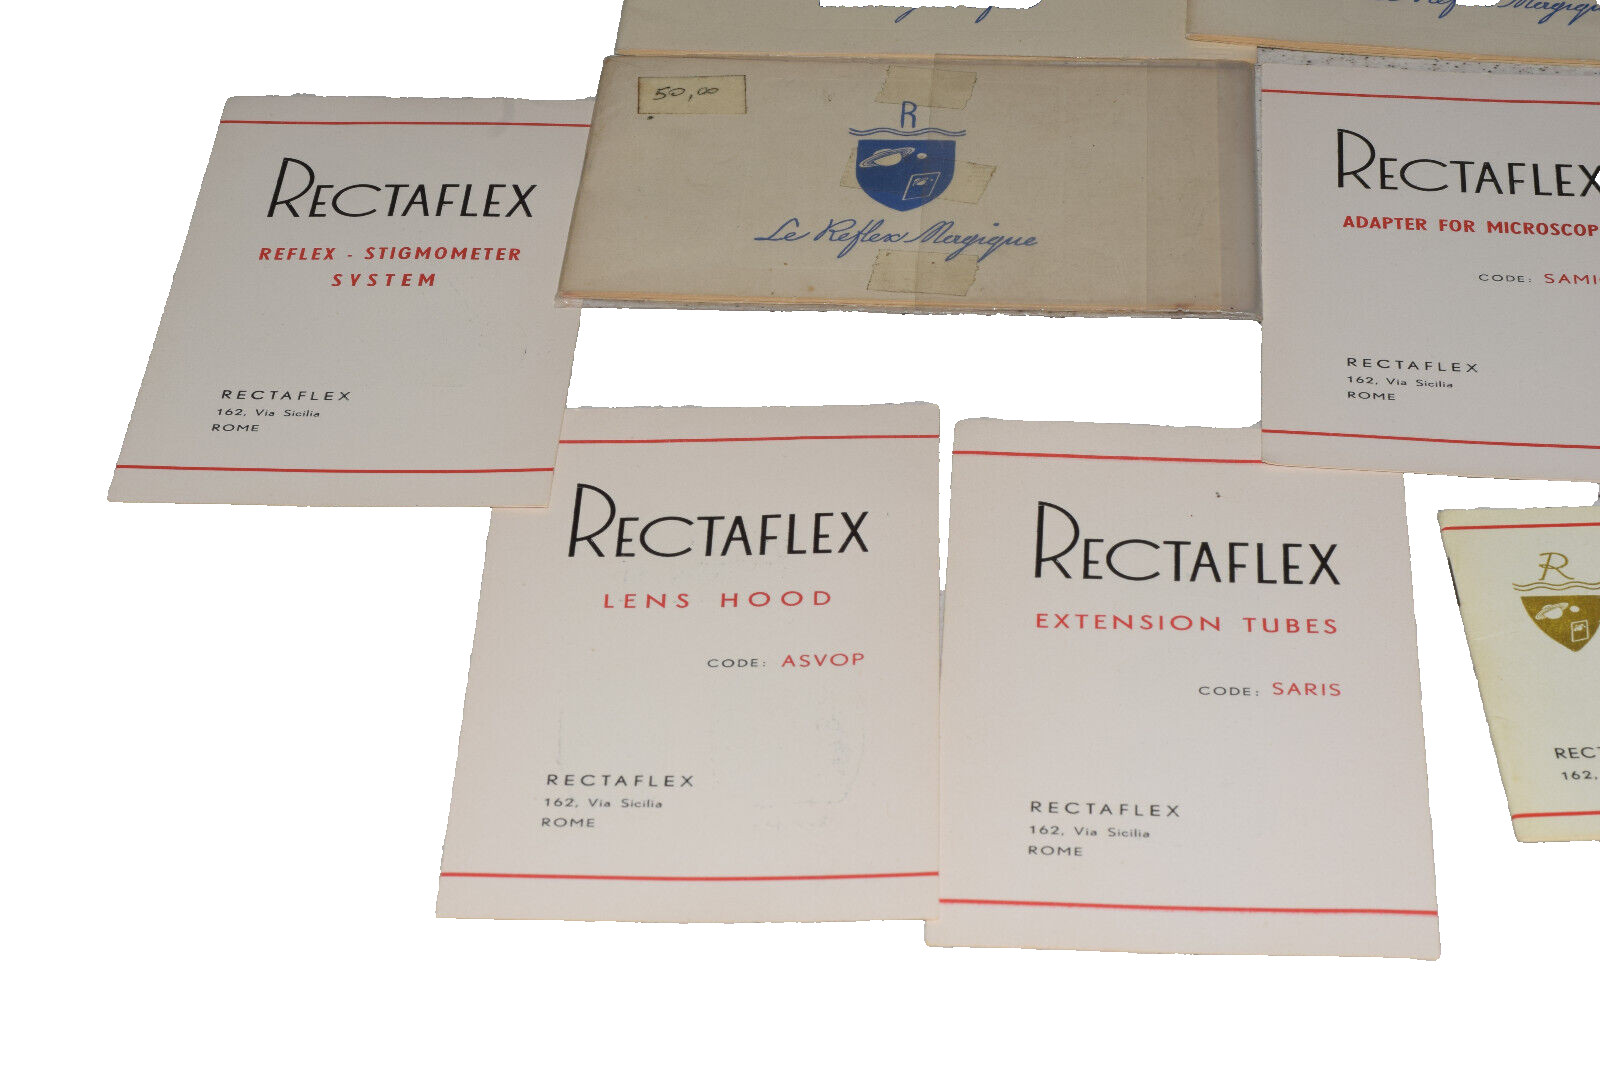 50,00
R
Le Reflex Magique
RECTAFLEX
REFLEX - STIGMOMETER
SYSTEM
RECTAFLEX
162, Via Sicilia
ROME
RECTAFLEX
ADAPTER FOR MICROSCOP
CODE: SAMI
RECTAFLEX
162, Via Sicilia
ROME
RECTAFLEX
LENS HOOD
CODE: ASVOP
RECTAFLEX
162, Via Sicilia
ROME
RECTAFLEX
EXTENSION TUBES
CODE: SARIS
RECTAFLEX
162, Via Sicilia
ROME
R
RECT
162,